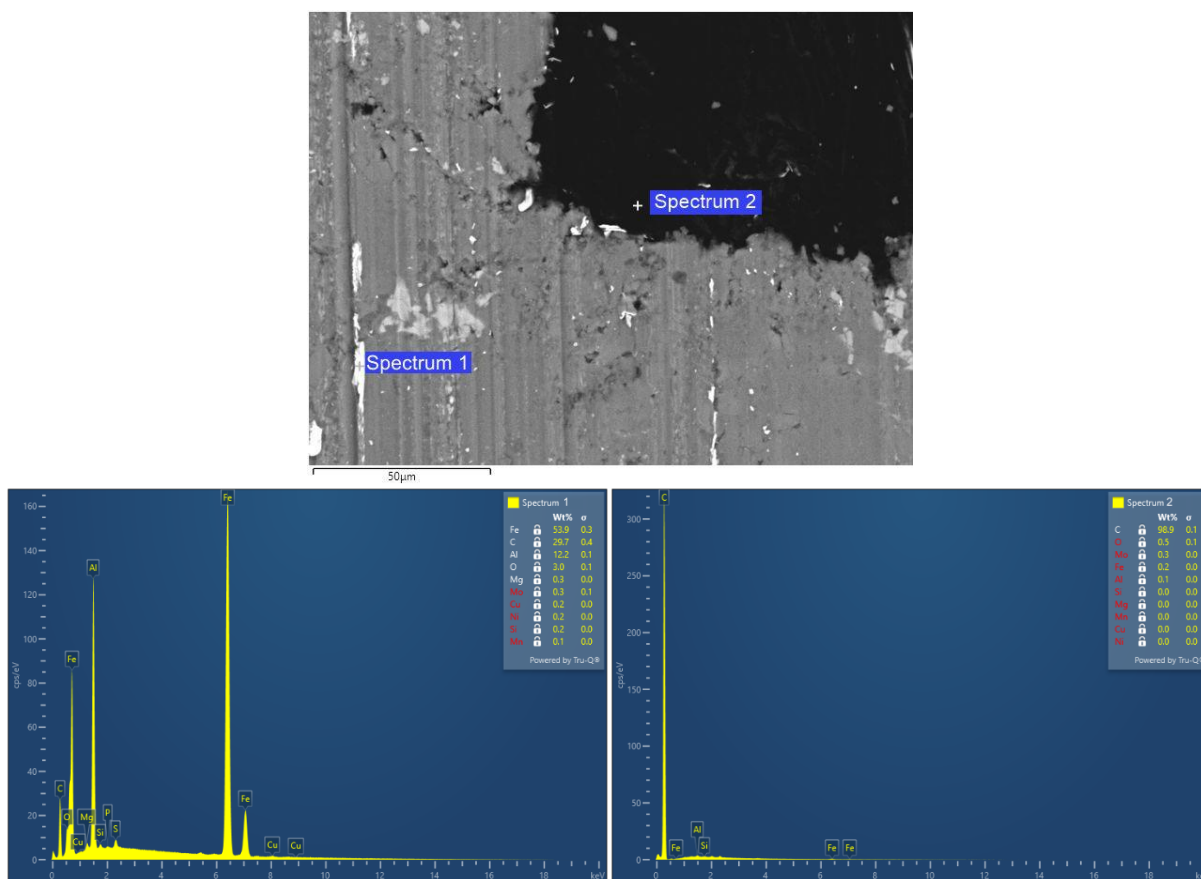 Spectrum 2
Spectrum 1
50µm
Spectrum 1
Wt% σ
Fe 53.9 0.3
C 29.7 0.4
Al 12.2 0.1
O 3.0 0.1
Mg 0.3 0.0
Mo 0.3 0.1
Cu 0.2 0.0
Ni 0.2 0.0
Si 0.2 0.0
Mn 0.1 0.0
Powered by Tru-Q®
cps/eV
160
140
120
100
80
60
40
20
0
Fe
Al
Fe
C
O
Cu
Mg
Si
P
S
Fe
Cu
Cu
0 2 4 6 8 10 12 14 16 18 keV
Spectrum 2
Wt% σ
C 98.9 0.1
O 0.5 0.1
Mo 0.3 0.0
Fe 0.2 0.0
Al 0.1 0.0
Si 0.0 0.0
Mg 0.0 0.0
Mn 0.0 0.0
Cu 0.0 0.0
Ni 0.0 0.0
Powered by Tru-Q
cps/eV
300
250
200
150
100
50
0
C
Fe
Al
Si
Fe
Fe
0 2 4 6 8 10 12 14 16 18